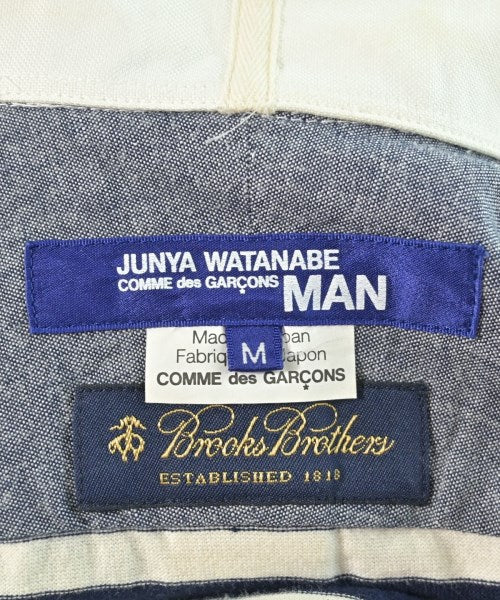 JUNYA WATANABE
COMME des GARÇONS MAN
M
COMME des GARÇONS
Brooks Brothers
ESTABLISHED 1818